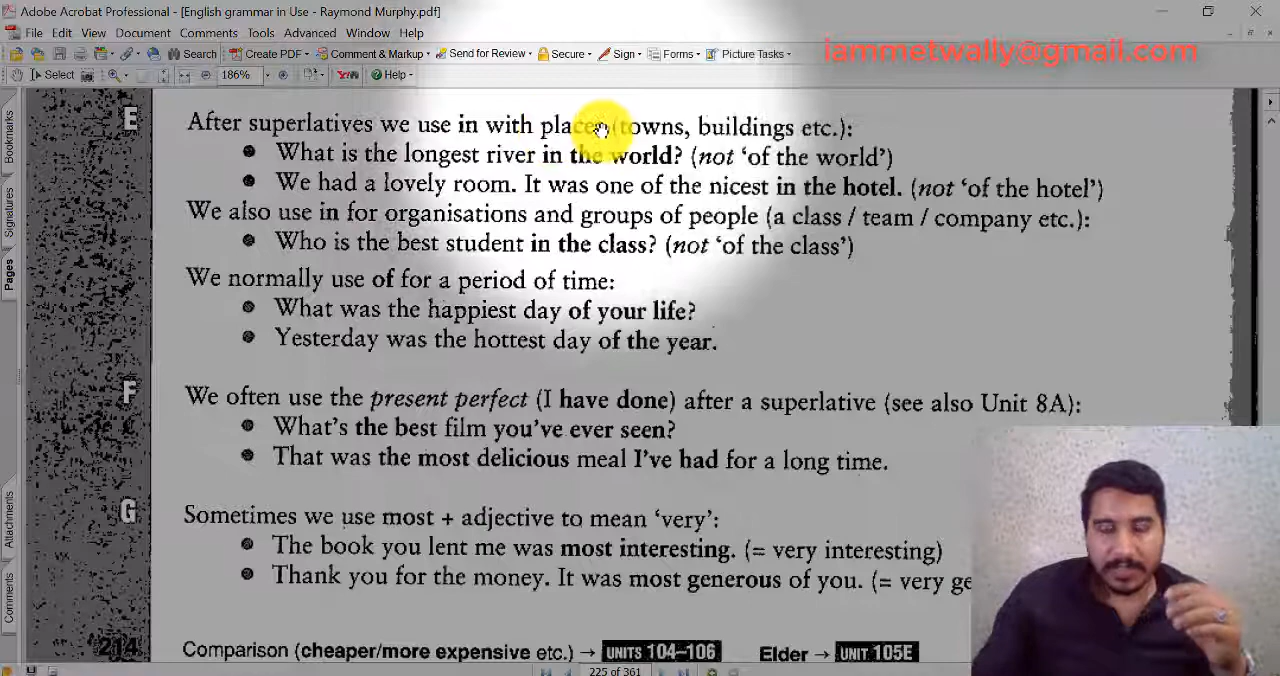 Adobe Acrobat Professional - [English grammar in Use - Raymond Murphy.pdf]
File Edit View Document Comments Tools Advanced Window Help
iammetwally@gmail.com
Search Create PDF Comment & Markup Send for Review Secure Sign Forms Picture Tasks
Select 186% Help
Bookmarks
Signatures
Pages
Attachments
Comments
E
After superlatives we use in with places (towns, buildings etc.):
What is the longest river in the world? (not ‘of the world’)
We had a lovely room. It was one of the nicest in the hotel. (not ‘of the hotel’)
We also use in for organisations and groups of people (a class / team / company etc.):
Who is the best student in the class? (not ‘of the class’)
We normally use of for a period of time:
What was the happiest day of your life?
Yesterday was the hottest day of the year.
F
We often use the present perfect (I have done) after a superlative (see also Unit 8A):
What's the best film you've ever seen?
That was the most delicious meal I've had for a long time.
G
Sometimes we use most + adjective to mean ‘very’:
The book you lent me was most interesting. (= very interesting)
Thank you for the money. It was most generous of you. (= very ge
214
Comparison (cheaper/more expensive etc.) → UNITS 104–106 Elder → UNIT 105E
225 of 361